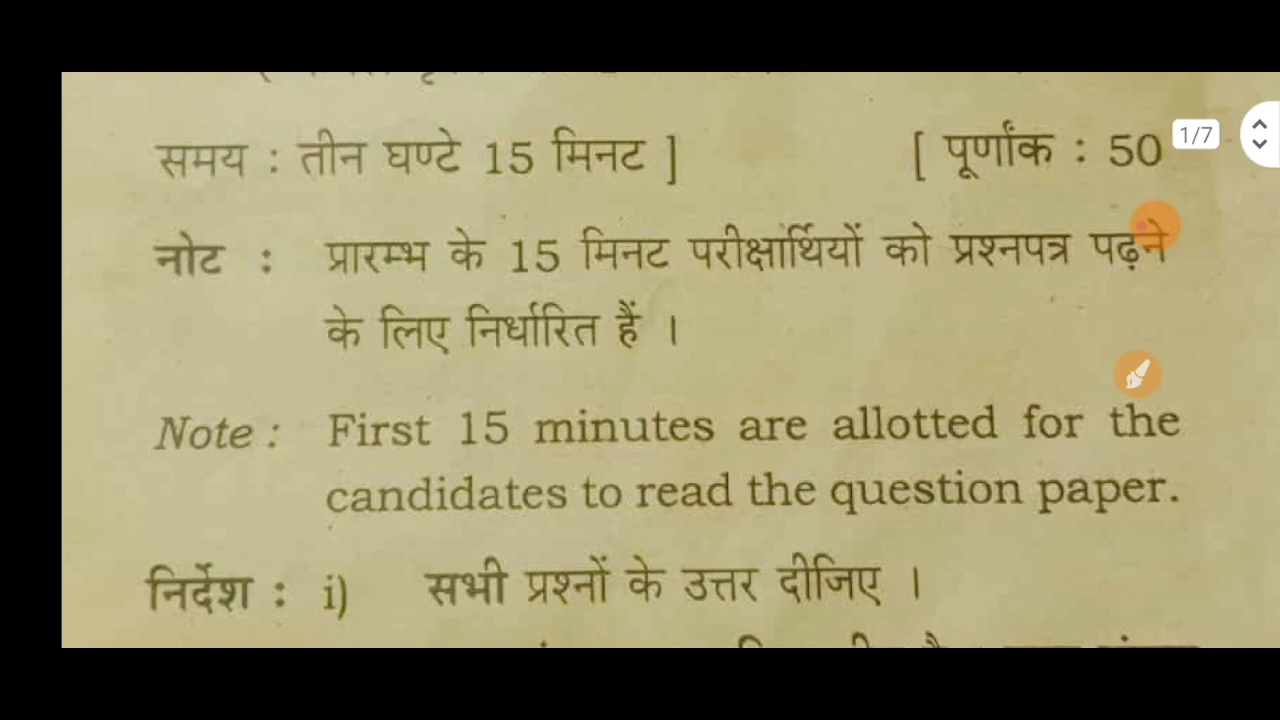 समय : तीन घण्टे 15 मिनट ] [ पूर्णांक : 50
1/7
नोट : प्रारम्भ के 15 मिनट परीक्षार्थियों को प्रश्नपत्र पढ़ने
के लिए निर्धारित हैं ।
Note : First 15 minutes are allotted for the
candidates to read the question paper.
निर्देश : i) सभी प्रश्नों के उत्तर दीजिए ।